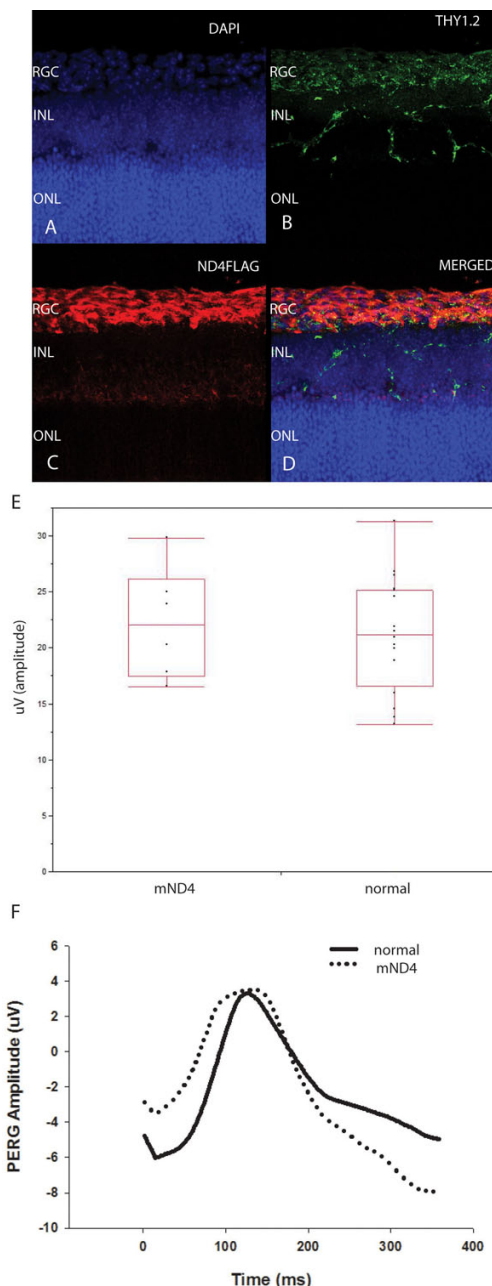 DAPI
RGC
INL
ONL
A
THY1.2
RGC
INL
ONL
B
ND4FLAG
RGC
INL
ONL
C
MERGED
RGC
INL
ONL
D
E
uV (amplitude)
30
25
20
15
10
5
0
mND4
normal
F
normal
mND4
PERG Amplitude (uV)
6
4
2
0
-2
-4
-6
-8
-10
0
100
200
300
400
Time (ms)